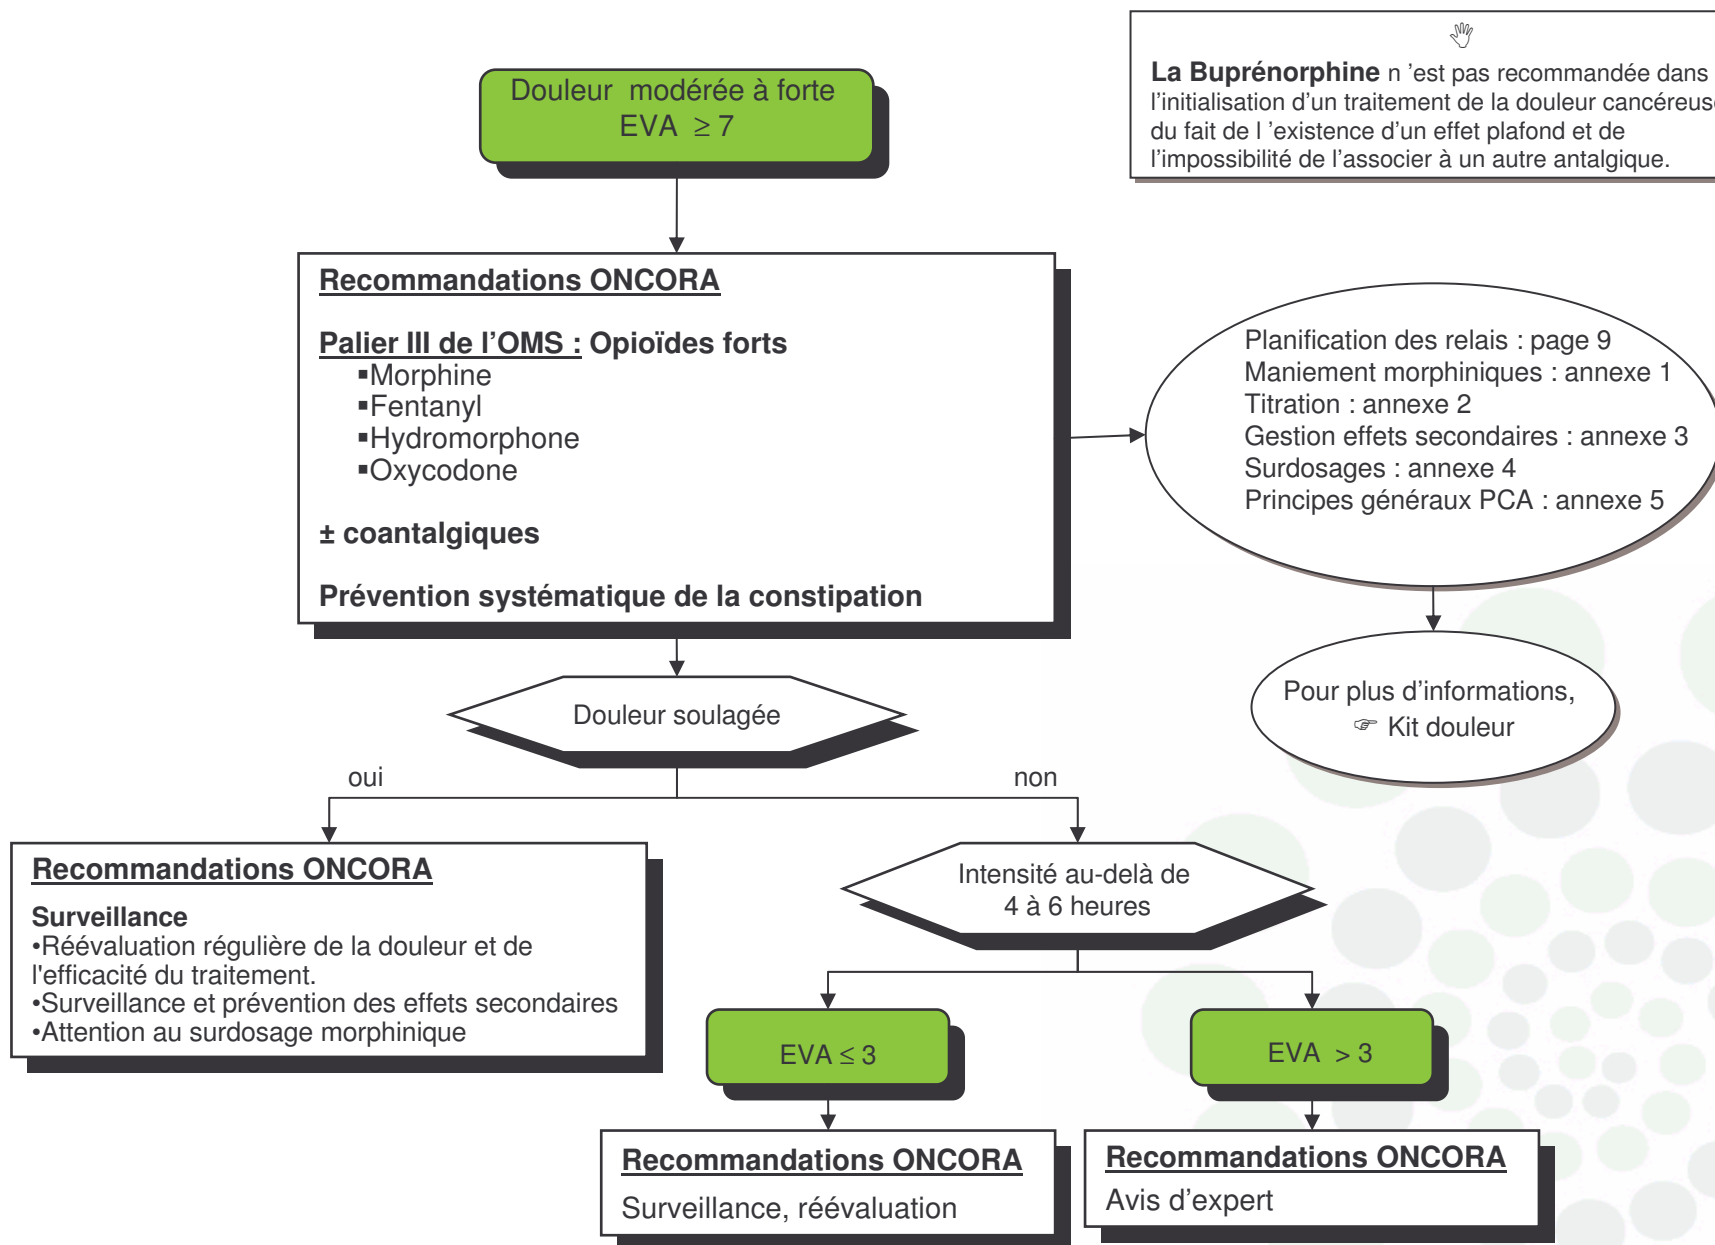 Douleur modérée à forte
EVA ≥ 7
La Buprénorphine n 'est pas recommandée dans
l'initialisation d'un traitement de la douleur cancéreuse
du fait de l 'existence d'un effet plafond et de
l'impossibilité de l'associer à un autre antalgique.
Recommandations ONCORA
Palier III de l'OMS : Opioïdes forts
▪Morphine
▪Fentanyl
▪Hydromorphone
▪Oxycodone
± coantalgiques
Prévention systématique de la constipation
Planification des relais : page 9
Maniement morphiniques : annexe 1
Titration : annexe 2
Gestion effets secondaires : annexe 3
Surdosages : annexe 4
Principes généraux PCA : annexe 5
Pour plus d'informations,
☞ Kit douleur
Douleur soulagée
oui
non
Recommandations ONCORA
Surveillance
•Réévaluation régulière de la douleur et de
l'efficacité du traitement.
•Surveillance et prévention des effets secondaires
•Attention au surdosage morphinique
Intensité au-delà de
4 à 6 heures
EVA ≤ 3
EVA > 3
Recommandations ONCORA
Surveillance, réévaluation
Recommandations ONCORA
Avis d'expert